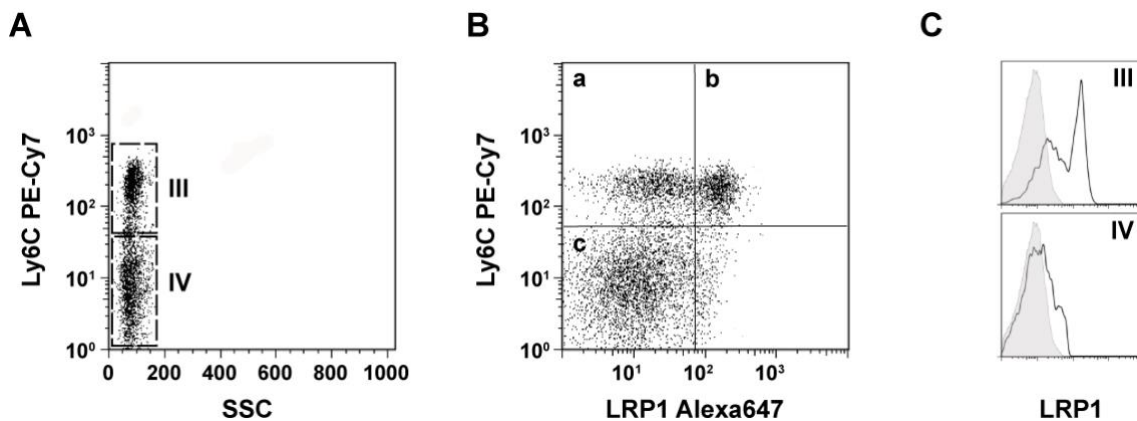 A
B
C
Ly6C PE-Cy7
10³
10²
10¹
10⁰
III
IV
0 200 400 600 800 1000
SSC
Ly6C PE-Cy7
10³
10²
10¹
10⁰
a
b
c
10¹ 10² 10³
LRP1 Alexa647
III
IV
LRP1